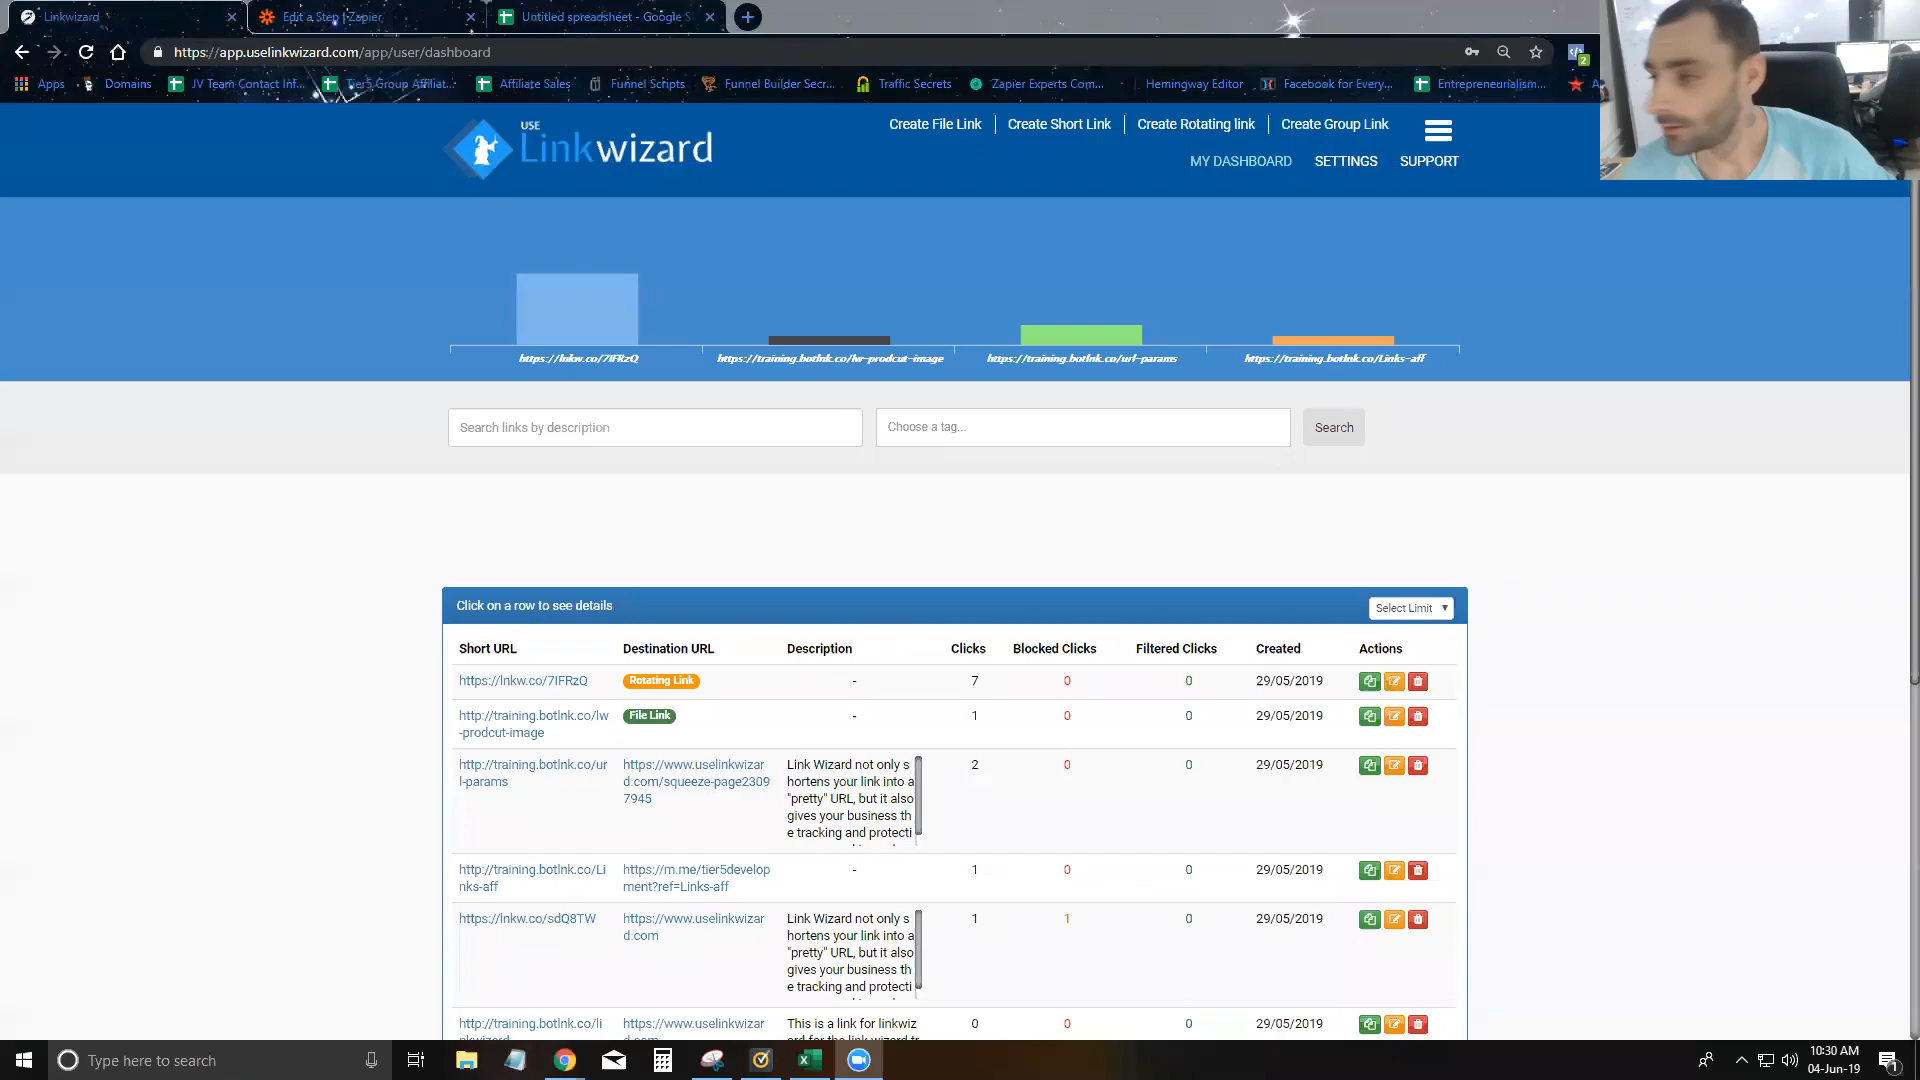 Linkwizard
Edit a Step | Zapier
Untitled spreadsheet - Google S
https://app.uselinkwizard.com/app/user/dashboard
2
Apps
Domains
JV Team Contact Inf...
Tier5 Group Affiliat...
Affiliate Sales
Funnel Scripts
Funnel Builder Secr...
Traffic Secrets
Zapier Experts Com...
Hemingway Editor
Facebook for Every...
Entrepreneurialism...
USE
Linkwizard
Create File Link
Create Short Link
Create Rotating link
Create Group Link
MY DASHBOARD
SETTINGS
SUPPORT
https://lnkw.co/7IFRzQ
https://training.botlnk.co/lw-prodcut-image
https://training.botlnk.co/url-params
https://training.botlnk.co/Links-aff
Search links by description
Choose a tag...
Search
Click on a row to see details
Select Limit
Short URL
Destination URL
Description
Clicks
Blocked Clicks
Filtered Clicks
Created
Actions
https://lnkw.co/7IFRzQ
Rotating Link
-
7
0
0
29/05/2019
http://training.botlnk.co/lw
-prodcut-image
File Link
-
1
0
0
29/05/2019
http://training.botlnk.co/ur
l-params
https://www.uselinkwizar
d.com/squeeze-page2309
7945
Link Wizard not only s
hortens your link into a
"pretty" URL, but it also
gives your business th
e tracking and protecti
2
0
0
29/05/2019
http://training.botlnk.co/Li
nks-aff
https://m.me/tier5develop
ment?ref=Links-aff
-
1
0
0
29/05/2019
https://lnkw.co/sdQ8TW
https://www.uselinkwizar
d.com
Link Wizard not only s
hortens your link into a
"pretty" URL, but it also
gives your business th
e tracking and protecti
1
1
0
29/05/2019
http://training.botlnk.co/li
https://www.uselinkwizar
This is a link for linkwiz
0
0
0
29/05/2019
Type here to search
10:30 AM
04-Jun-19
1